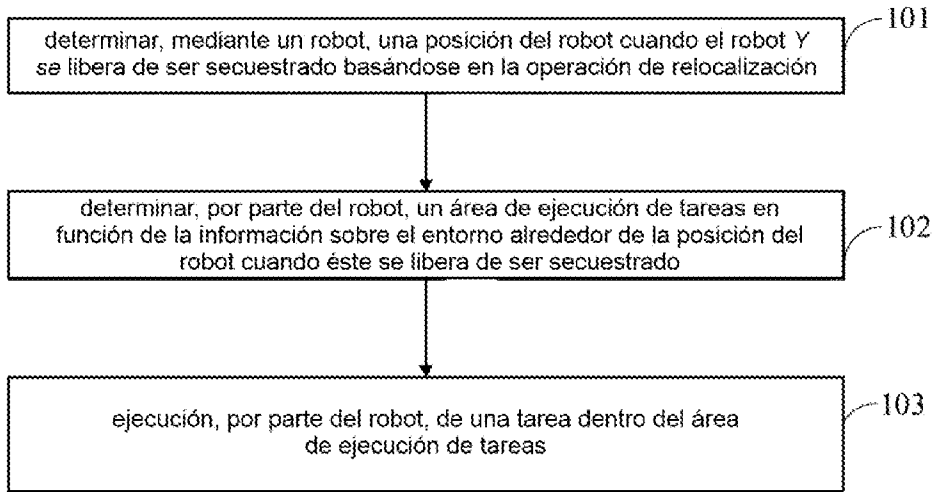 101
determinar, mediante un robot, una posición del robot cuando el robot Y
se libera de ser secuestrado basándose en la operación de relocalización
determinar, por parte del robot, un área de ejecución de tareas en
función de la información sobre el entorno alrededor de la posición del
robot cuando éste se libera de ser secuestrado
102
ejecución, por parte del robot, de una tarea dentro del área
de ejecución de tareas
103